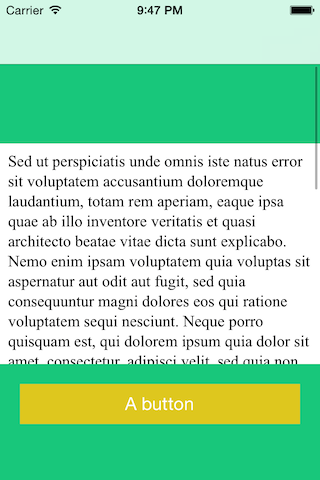 Carrier 9:47 PM
Sed ut perspiciatis unde omnis iste natus error
sit voluptatem accusantium doloremque
laudantium, totam rem aperiam, eaque ipsa
quae ab illo inventore veritatis et quasi
architecto beatae vitae dicta sunt explicabo.
Nemo enim ipsam voluptatem quia voluptas sit
aspernatur aut odit aut fugit, sed quia
consequuntur magni dolores eos qui ratione
voluptatem sequi nesciunt. Neque porro
quisquam est, qui dolorem ipsum quia dolor sit
amet, consectetur, adipisci velit, sed quia non
A button